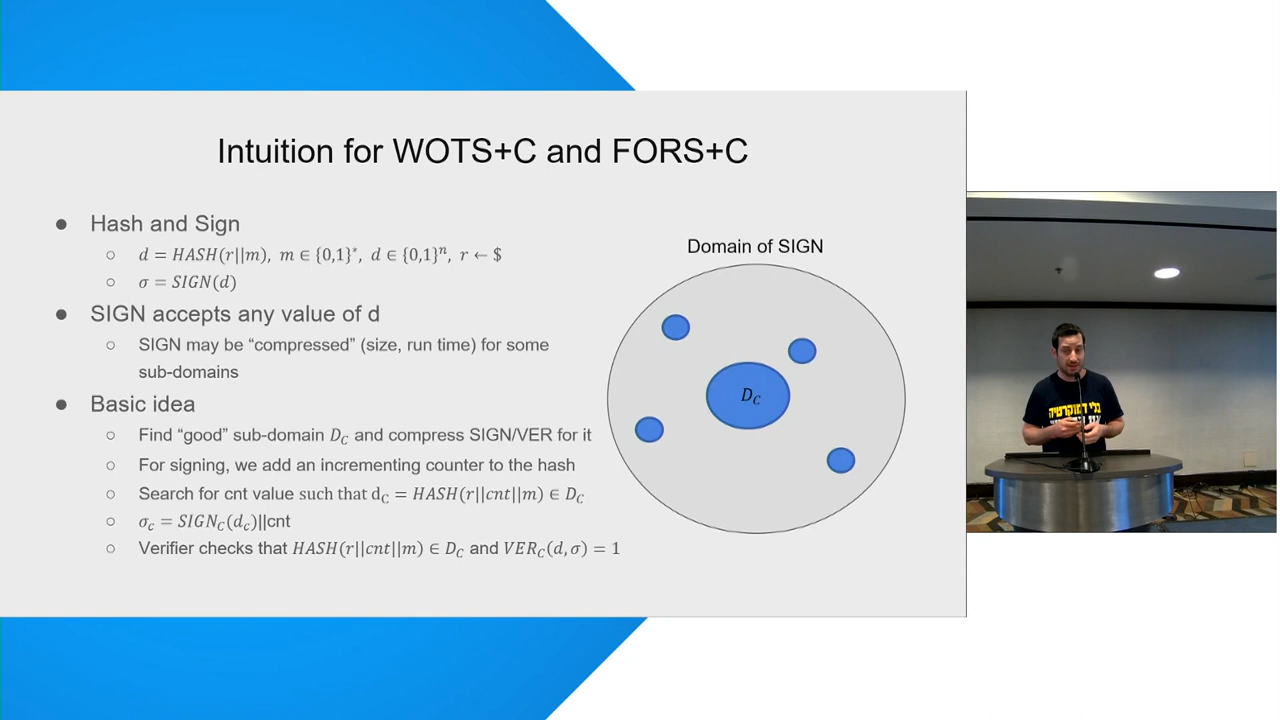 Intuition for WOTS+C and FORS+C
● Hash and Sign
○ d = HASH(r||m), m ∈ {0,1}*, d ∈ {0,1}ⁿ, r ← $
○ σ = SIGN(d)
● SIGN accepts any value of d
○ SIGN may be “compressed” (size, run time) for some
sub-domains
● Basic idea
○ Find “good” sub-domain D_C and compress SIGN/VER for it
○ For signing, we add an incrementing counter to the hash
○ Search for cnt value such that d_C = HASH(r||cnt||m) ∈ D_C
○ σ_c = SIGN_C(d_c)||cnt
○ Verifier checks that HASH(r||cnt||m) ∈ D_C and VER_C(d, σ) = 1
Domain of SIGN
D_C
בלי דמוקרטיה